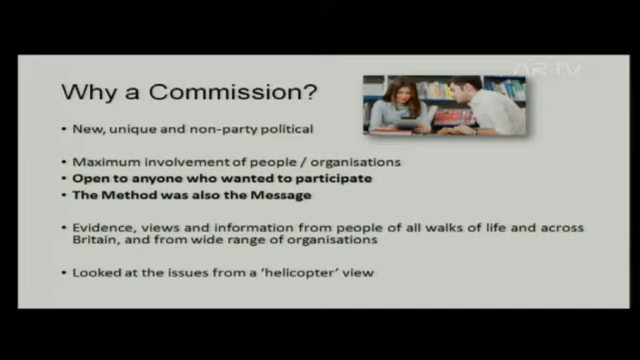 AR TV
Why a Commission?
• New, unique and non-party political
• Maximum involvement of people / organisations
• Open to anyone who wanted to participate
• The Method was also the Message
• Evidence, views and information from people of all walks of life and across
Britain, and from wide range of organisations
• Looked at the issues from a ‘helicopter’ view